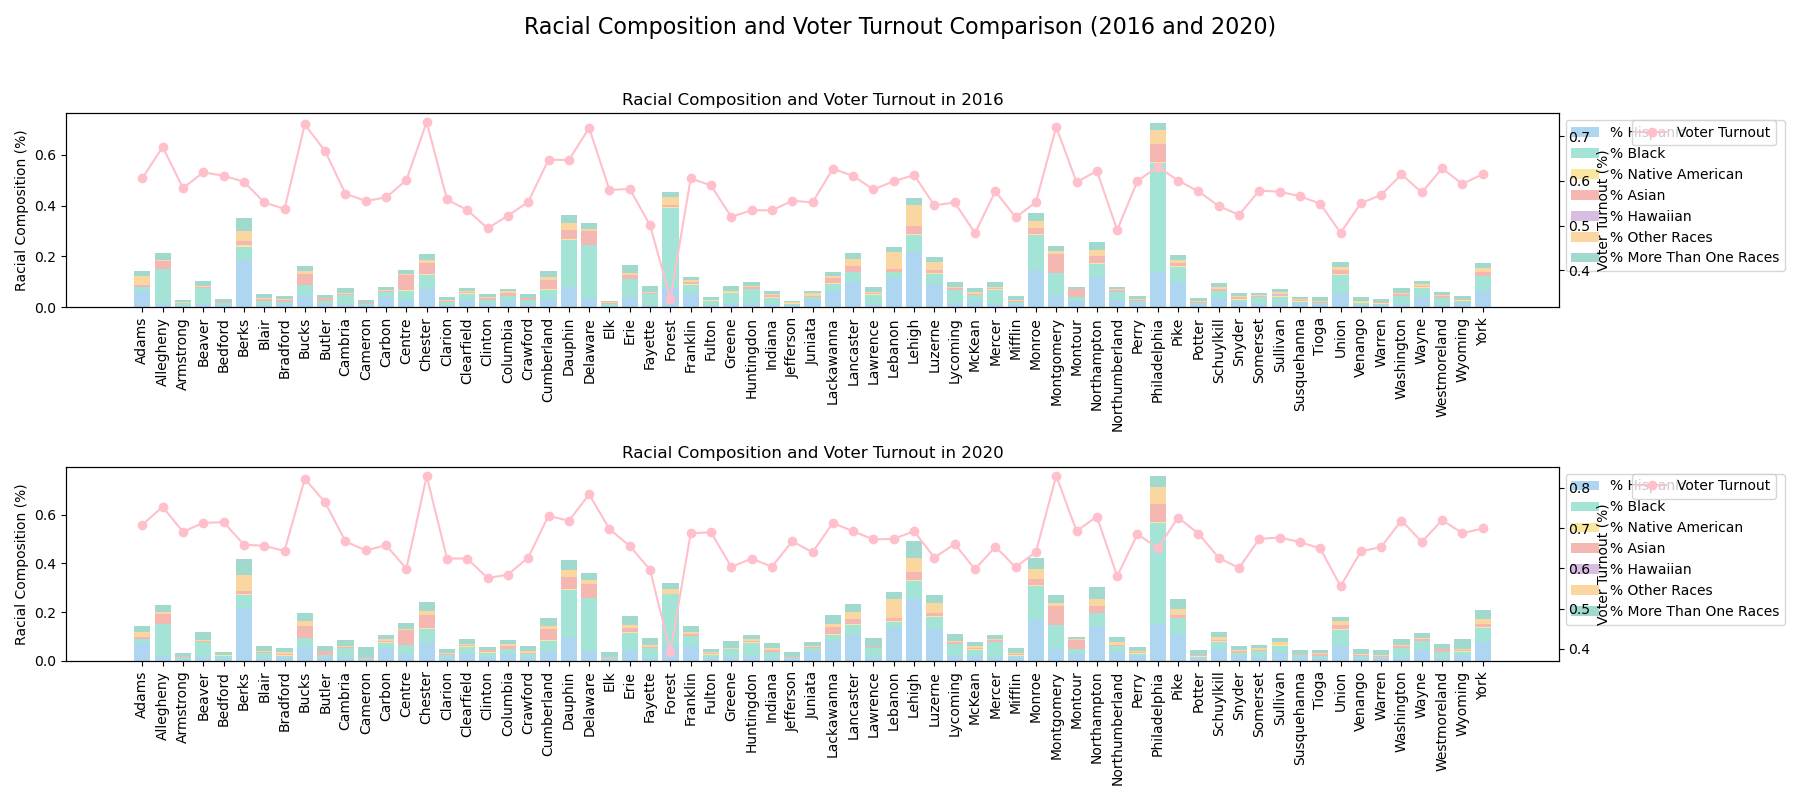 Racial Composition and Voter Turnout Comparison (2016 and 2020)
Racial Composition and Voter Turnout in 2016
Racial Composition (%)
0.6
0.4
0.2
0.0
0.7
0.6
0.5
0.4
Voter Turnout (%)
Voter Turnout
% Hispanic
% Black
% Native American
% Asian
% Hawaiian
% Other Races
% More Than One Races
Adams
Allegheny
Armstrong
Beaver
Bedford
Berks
Blair
Bradford
Bucks
Butler
Cambria
Cameron
Carbon
Centre
Chester
Clarion
Clearfield
Clinton
Columbia
Crawford
Cumberland
Dauphin
Delaware
Elk
Erie
Fayette
Forest
Franklin
Fulton
Greene
Huntingdon
Indiana
Jefferson
Juniata
Lackawanna
Lancaster
Lawrence
Lebanon
Lehigh
Luzerne
Lycoming
McKean
Mercer
Mifflin
Monroe
Montgomery
Montour
Northampton
Northumberland
Perry
Philadelphia
Pike
Potter
Schuylkill
Snyder
Somerset
Sullivan
Susquehanna
Tioga
Union
Venango
Warren
Washington
Wayne
Westmoreland
Wyoming
York
Racial Composition and Voter Turnout in 2020
Racial Composition (%)
0.6
0.4
0.2
0.0
0.8
0.7
0.6
0.5
0.4
Voter Turnout (%)
Voter Turnout
% Hispanic
% Black
% Native American
% Asian
% Hawaiian
% Other Races
% More Than One Races
Adams
Allegheny
Armstrong
Beaver
Bedford
Berks
Blair
Bradford
Bucks
Butler
Cambria
Cameron
Carbon
Centre
Chester
Clarion
Clearfield
Clinton
Columbia
Crawford
Cumberland
Dauphin
Delaware
Elk
Erie
Fayette
Forest
Franklin
Fulton
Greene
Huntingdon
Indiana
Jefferson
Juniata
Lackawanna
Lancaster
Lawrence
Lebanon
Lehigh
Luzerne
Lycoming
McKean
Mercer
Mifflin
Monroe
Montgomery
Montour
Northampton
Northumberland
Perry
Philadelphia
Pike
Potter
Schuylkill
Snyder
Somerset
Sullivan
Susquehanna
Tioga
Union
Venango
Warren
Washington
Wayne
Westmoreland
Wyoming
York